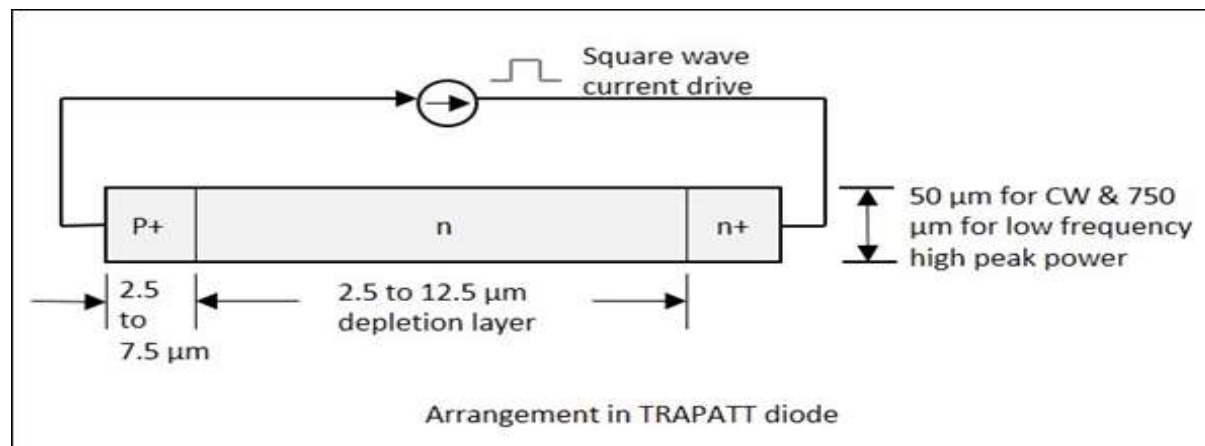 Square wave
current drive
P+
n
n+
50 μm for CW & 750
μm for low frequency
high peak power
2.5
to
7.5 μm
2.5 to 12.5 μm
depletion layer
Arrangement in TRAPATT diode